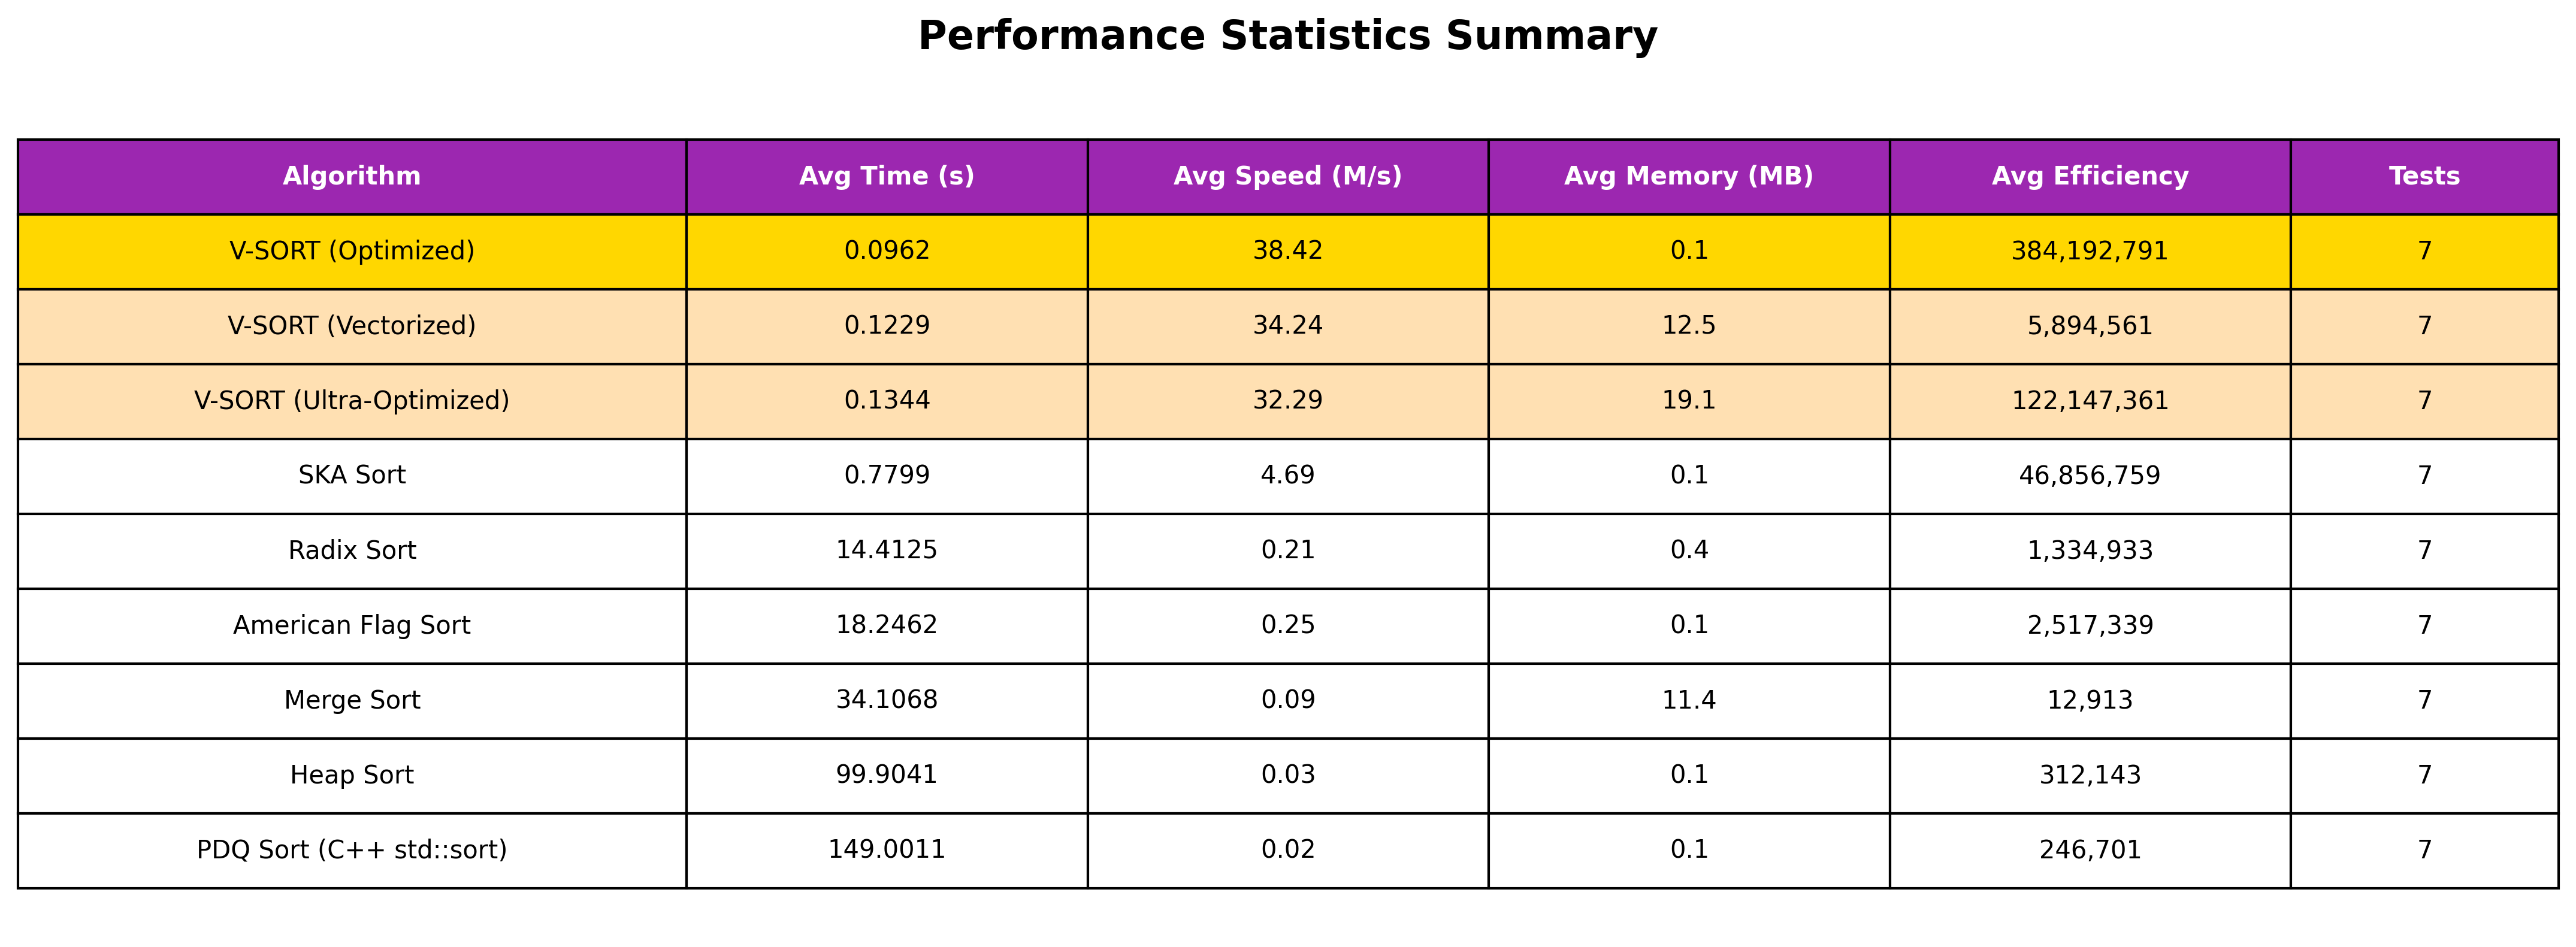 Performance Statistics Summary
Algorithm Avg Time (s) Avg Speed (M/s) Avg Memory (MB) Avg Efficiency Tests
V-SORT (Optimized) 0.0962 38.42 0.1 384,192,791 7
V-SORT (Vectorized) 0.1229 34.24 12.5 5,894,561 7
V-SORT (Ultra-Optimized) 0.1344 32.29 19.1 122,147,361 7
SKA Sort 0.7799 4.69 0.1 46,856,759 7
Radix Sort 14.4125 0.21 0.4 1,334,933 7
American Flag Sort 18.2462 0.25 0.1 2,517,339 7
Merge Sort 34.1068 0.09 11.4 12,913 7
Heap Sort 99.9041 0.03 0.1 312,143 7
PDQ Sort (C++ std::sort) 149.0011 0.02 0.1 246,701 7